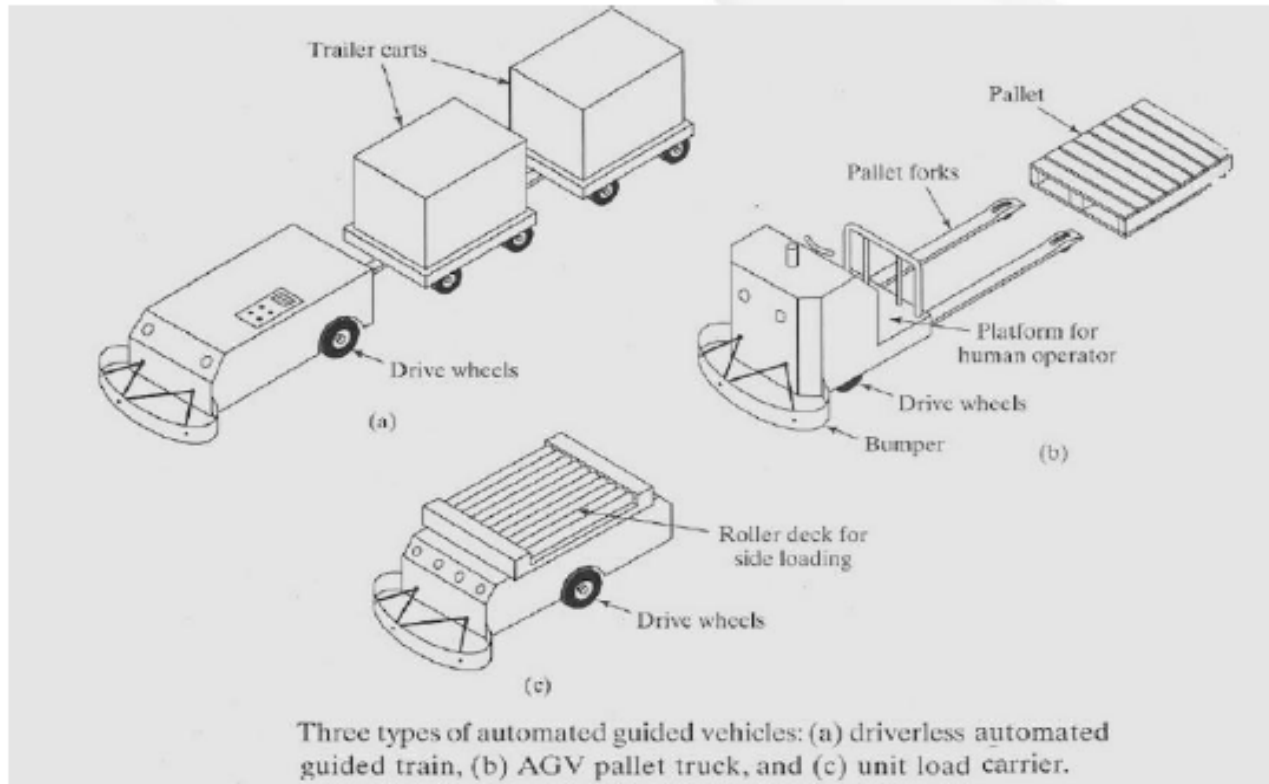 Trailer carts
Pallet
Pallet forks
Platform for
human operator
Drive wheels
Drive wheels
(a)
Bumper
(b)
Roller deck for
side loading
Drive wheels
(c)
Three types of automated guided vehicles: (a) driverless automated
guided train, (b) AGV pallet truck, and (c) unit load carrier.